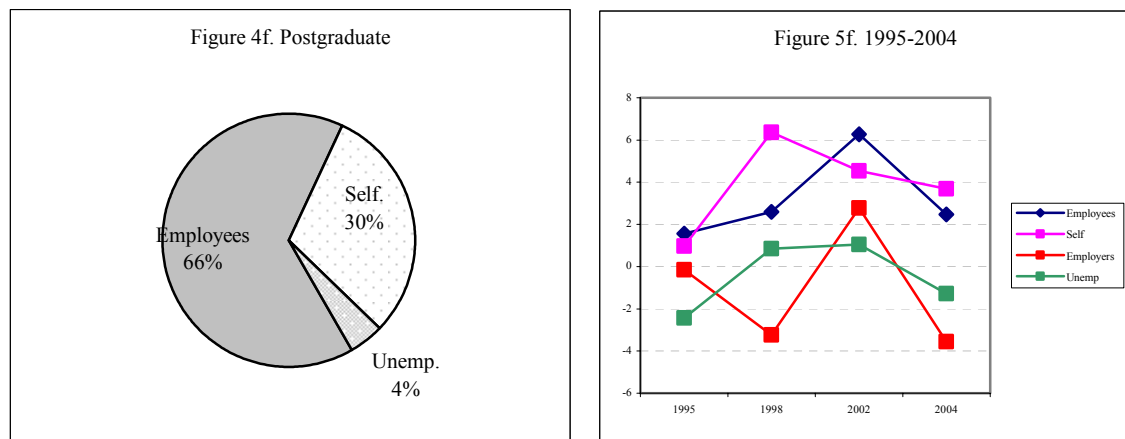 Figure 4f. Postgraduate
Self.
30%
Employees
66%
Unemp.
4%
Figure 5f. 1995-2004
8
6
4
2
0
-2
-4
-6
1995 1998 2002 2004
Employees
Self
Employers
Unemp